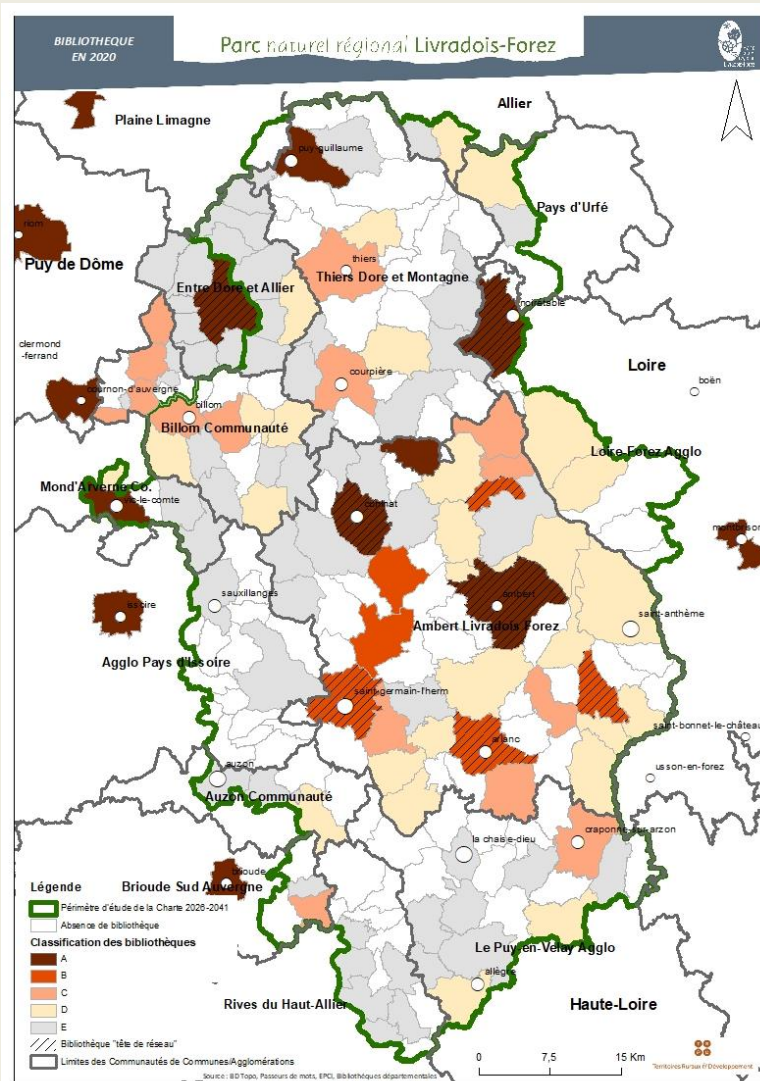 BIBLIOTHEQUE
EN 2020
Parc naturel régional Livradois-Forez
Allier
Plaine Limagne
puy-guillaume
Pays d'Urfé
riom
Puy de Dôme
thiers
Thiers Dore et Montagne
Entre Dore et Allier
noirétable
clermond
-ferrand
Loire
courpière
boën
cournon-d'auvergne
billom
Billom Communauté
Loire-Forez Agglo
Mond'Arverne Co.
vic-le-comte
cunlhat
montbrison
sauxillanges
ambert
issoire
Ambert Livradois Forez
saint-anthème
Agglo Pays d'Issoire
saint-germain-l'herm
saint-bonnet-le-château
arlanc
auzon
usson-en-forez
Auzon Communauté
craponne-sur-arzon
la chaise-dieu
brioude
Légende
Brioude Sud Auvergne
Périmètre d'étude de la Charte 2026-2041
Absence de bibliothèque
Classification des bibliothèques
Le Puy-en-Velay Agglo
A
B
allègre
C
Rives du Haut-Allier
Haute-Loire
D
E
Bibliothèque "tête de réseau"
Limites des Communautés de Communes/Agglomérations
0 7,5 15 Km
Territoires Ruraux et Développement
Source : BD Topo, Passeurs de mots, EPCI, Bibliothèques départementales